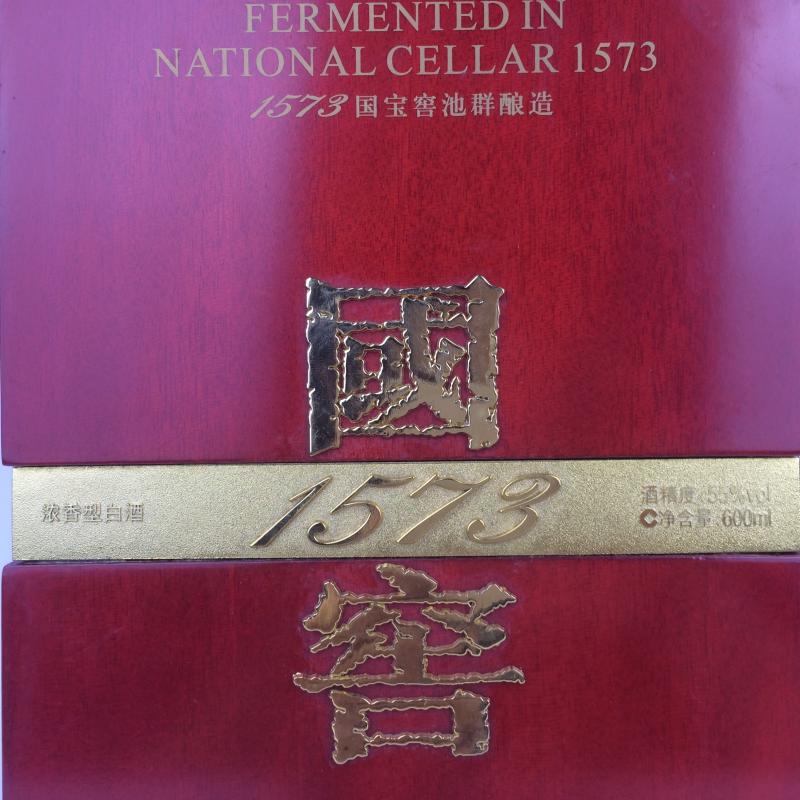 FERMENTED IN
NATIONAL CELLAR 1573
1573国宝窖池群酿造
國
浓香型白酒
1573
酒精度:55%vol
净含量:600ml
窖